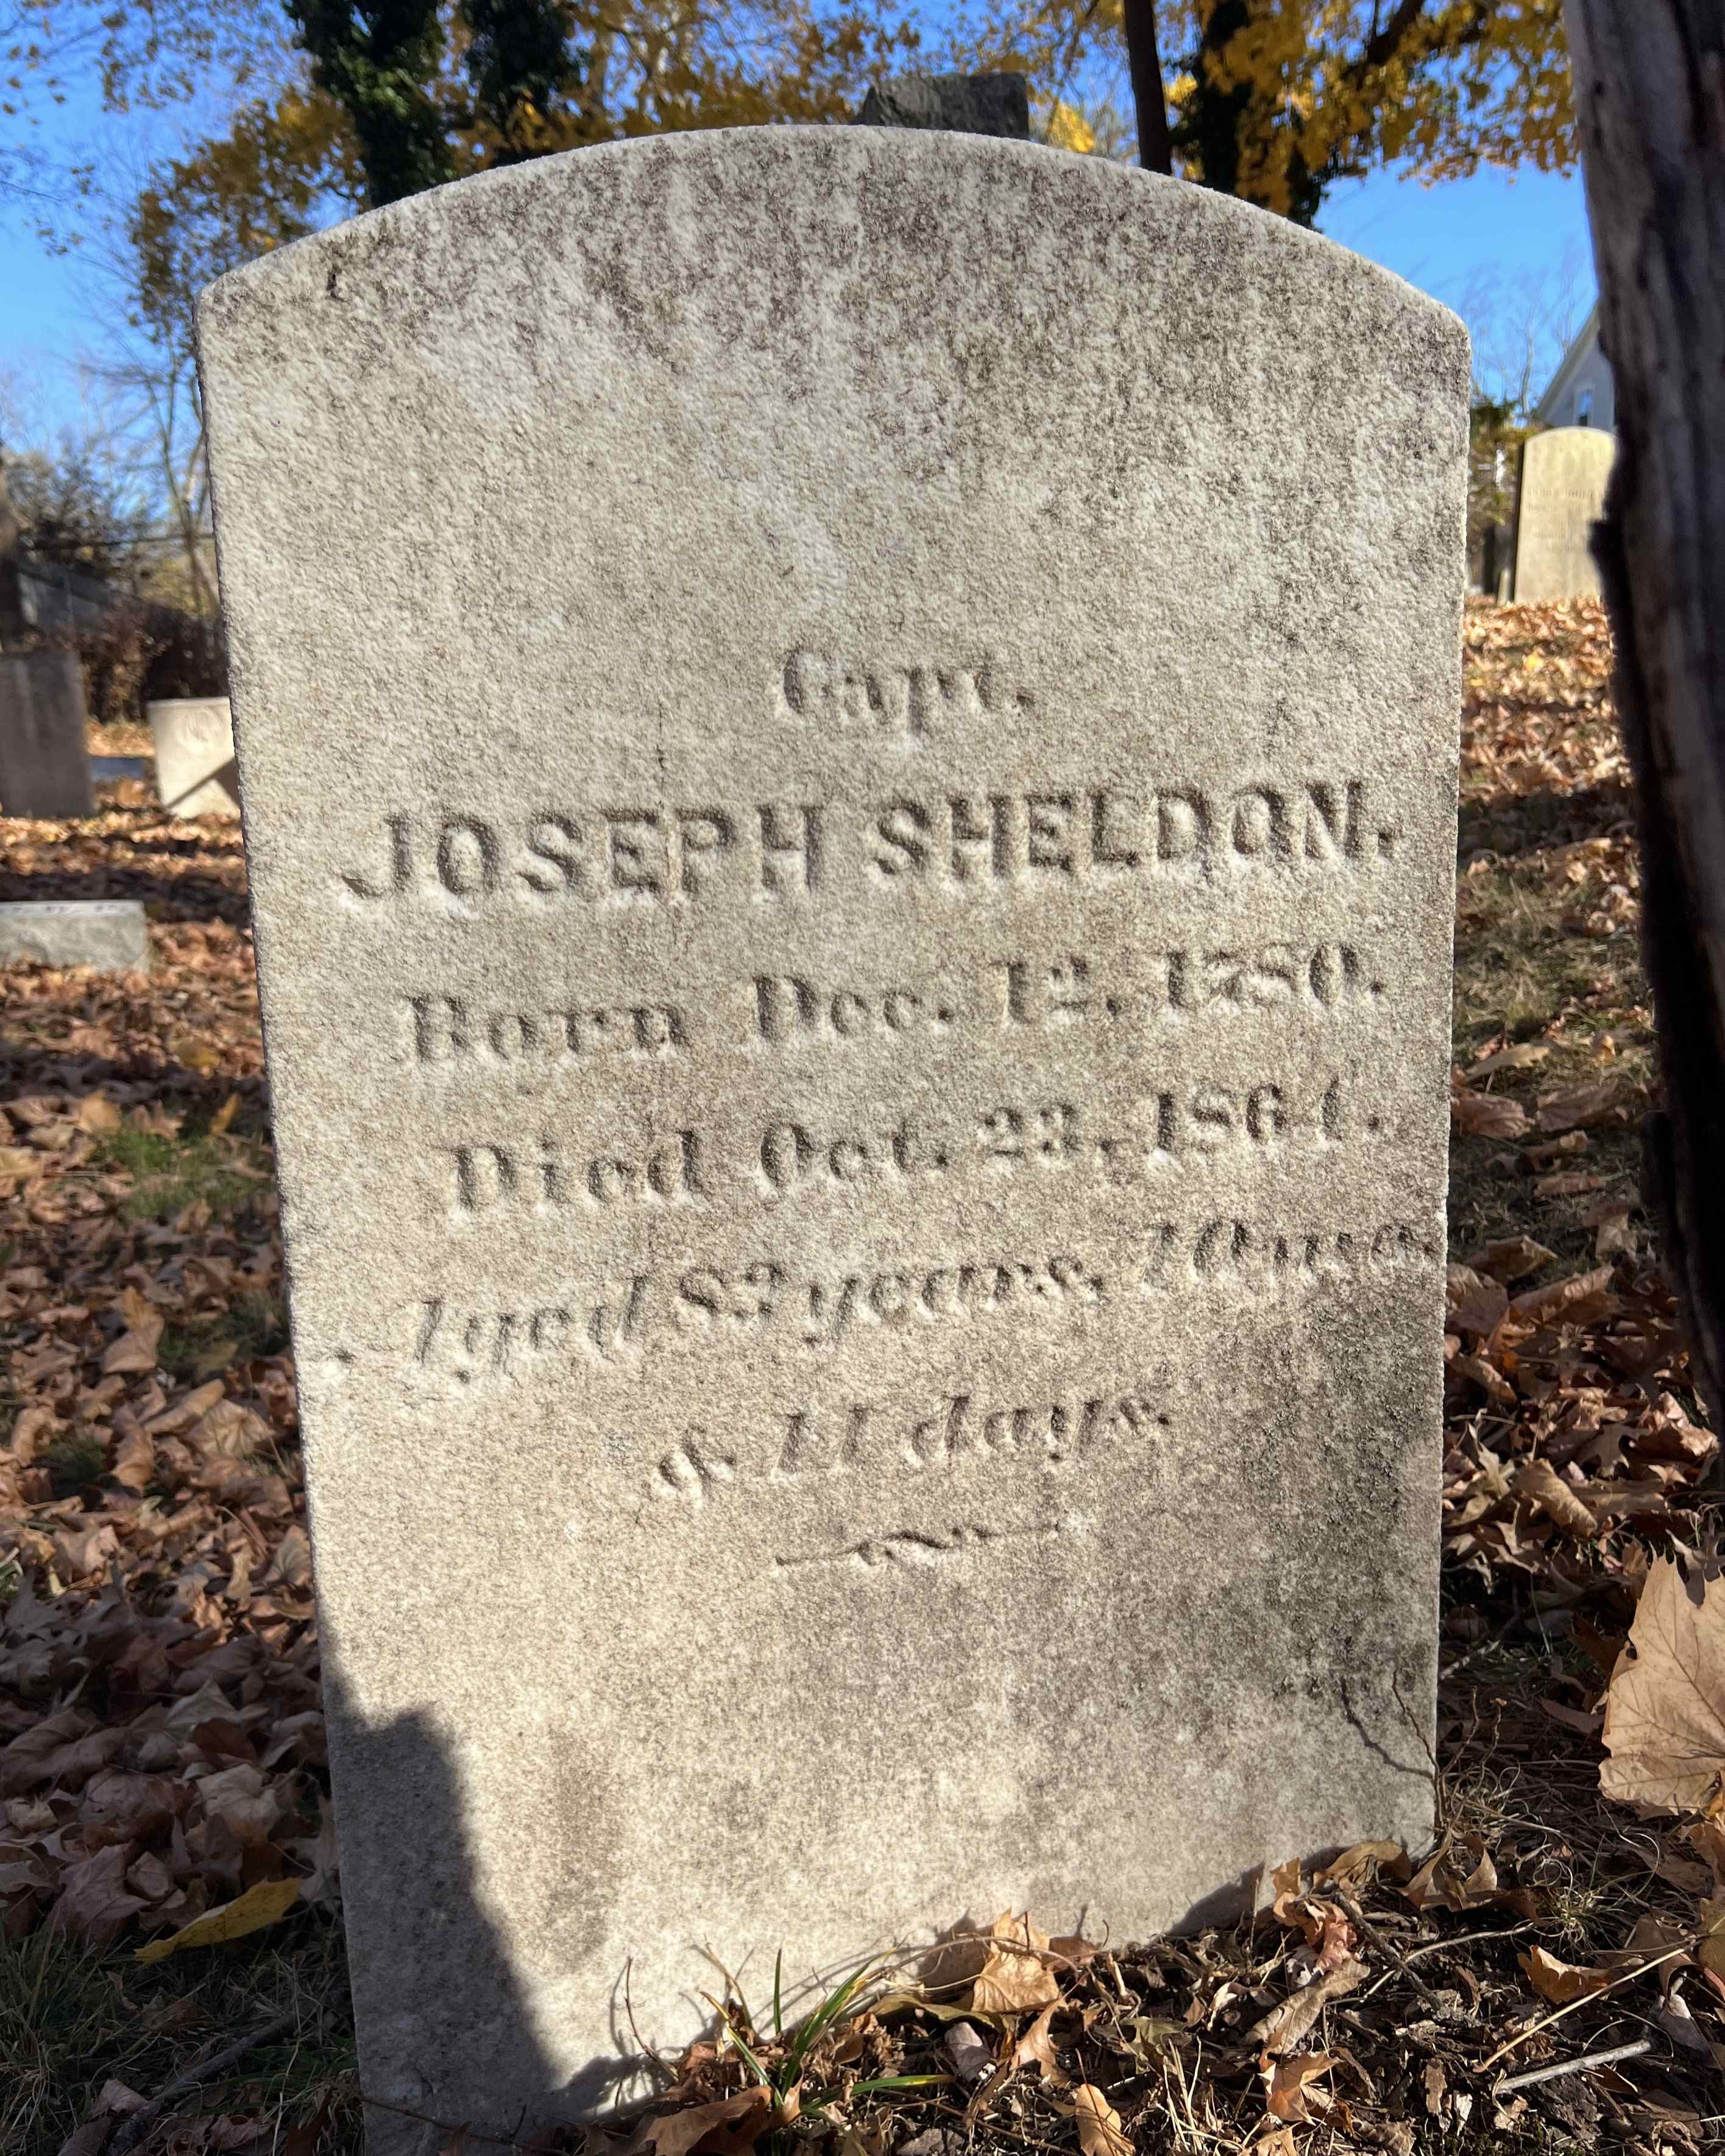 Capt.
JOSEPH SHELDON.
Born Dec. 12, 1780.
Died Oct. 23, 1864.
Aged 83 years, 10 mos.
& 11 days.